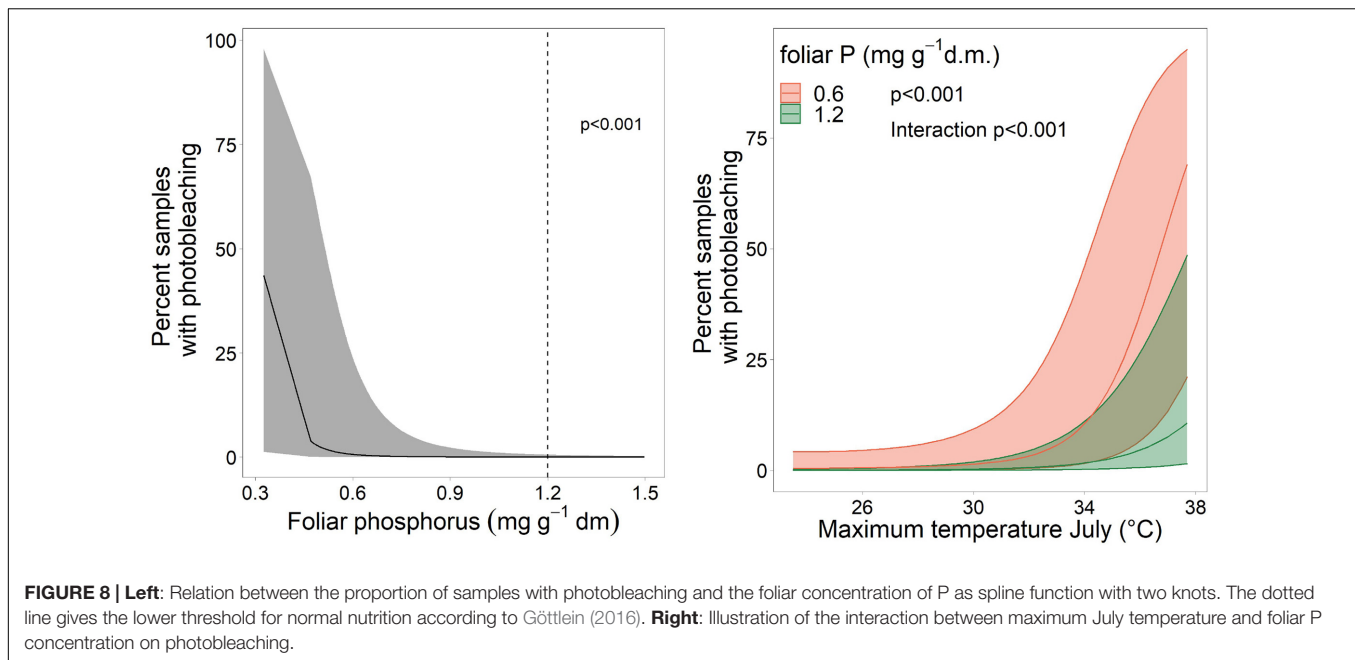 100
75
50
25
0
Percent samples
with photobleaching
p<0.001
0.3 0.6 0.9 1.2 1.5
Foliar phosphorus (mg g⁻¹ dm)
foliar P (mg g⁻¹d.m.)
0.6 p<0.001
1.2
Interaction p<0.001
75
50
25
0
Percent samples
with photobleaching
26 30 34 38
Maximum temperature July (°C)
FIGURE 8 | Left: Relation between the proportion of samples with photobleaching and the foliar concentration of P as spline function with two knots. The dotted
line gives the lower threshold for normal nutrition according to Göttlein (2016). Right: Illustration of the interaction between maximum July temperature and foliar P
concentration on photobleaching.